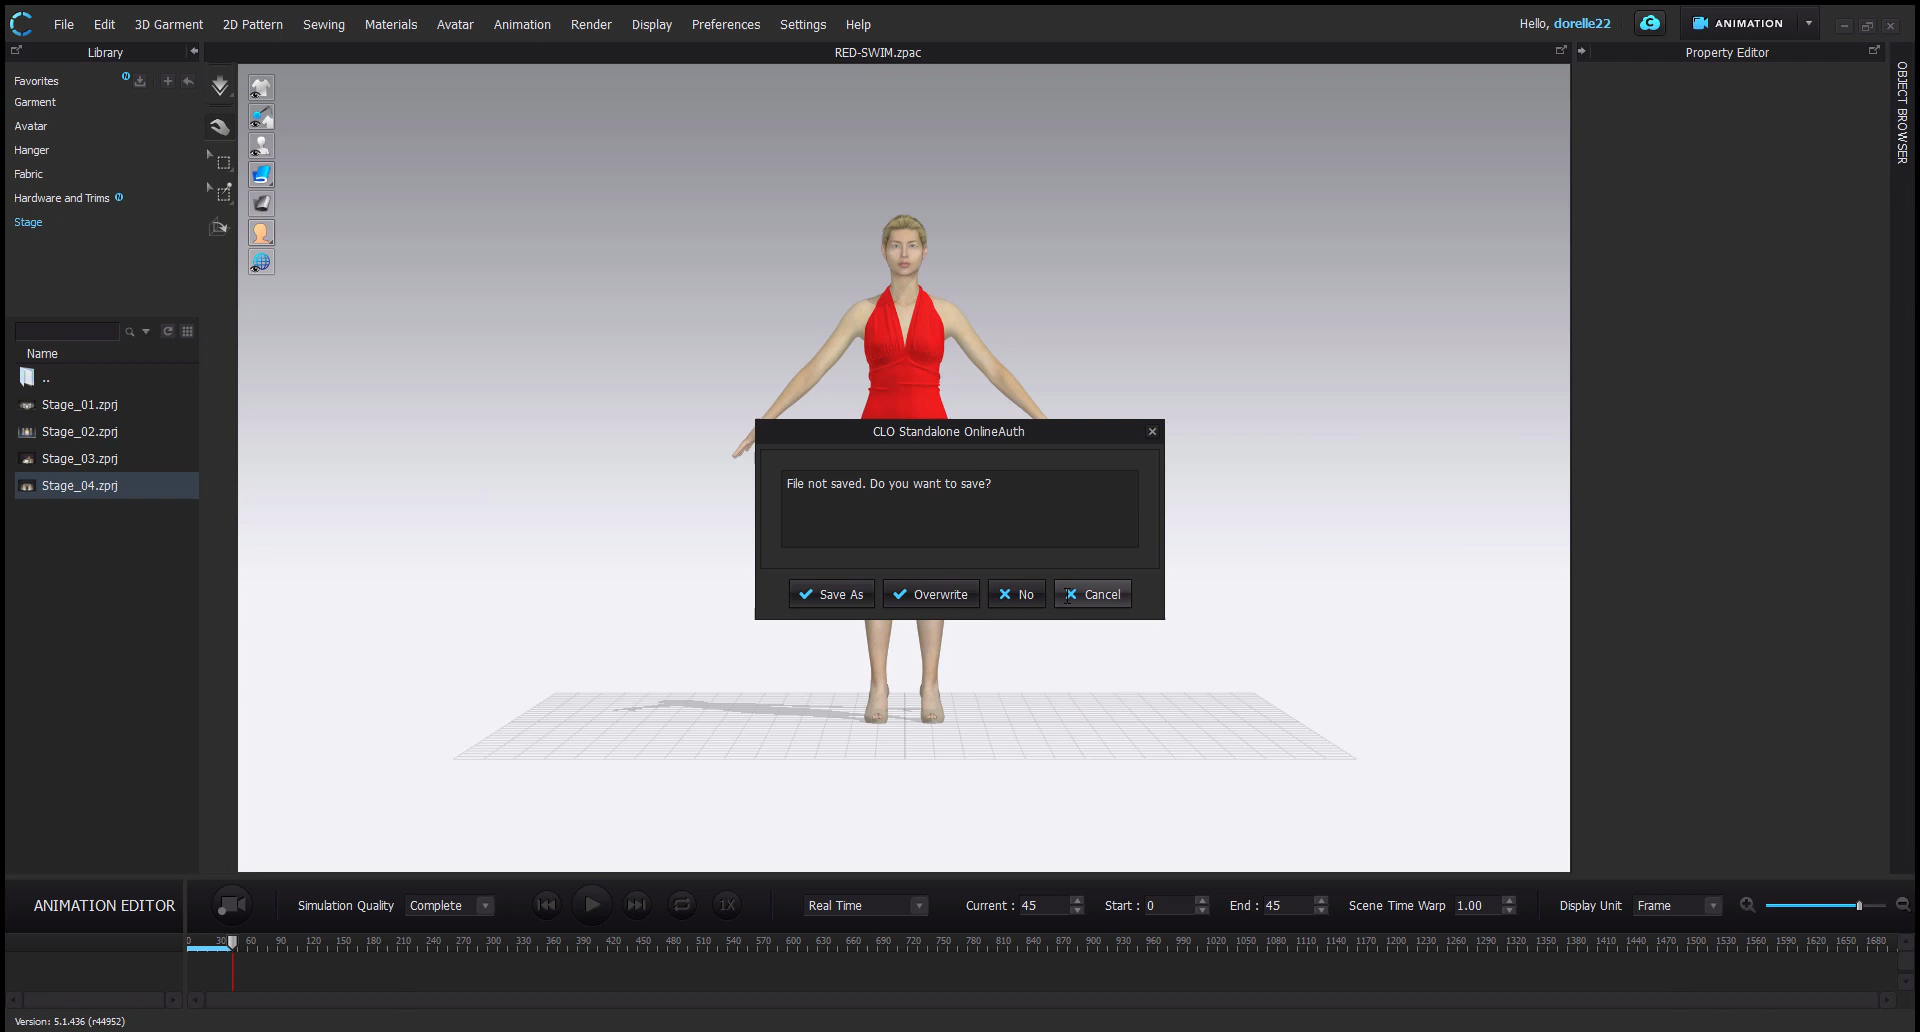 File Edit 3D Garment 2D Pattern Sewing Materials Avatar Animation Render Display Preferences Settings Help Hello, dorelle22 ANIMATION
Library RED-SWIM.zpac Property Editor
OBJECT BROWSER
Favorites
Garment
Avatar
Hanger
Fabric
Hardware and Trims
Stage
Name
..
Stage_01.zprj
Stage_02.zprj
Stage_03.zprj
Stage_04.zprj
CLO Standalone OnlineAuth
File not saved. Do you want to save?
Save As Overwrite No Cancel
ANIMATION EDITOR Simulation Quality Complete 1X Real Time Current : 45 Start : 0 End : 45 Scene Time Warp 1.00 Display Unit Frame
0 30 60 90 120 150 180 210 240 270 300 330 360 390 420 450 480 510 540 570 600 630 660 690 720 750 780 810 840 870 900 930 960 990 1020 1050 1080 1110 1140 1170 1200 1230 1260 1290 1320 1350 1380 1410 1440 1470 1500 1530 1560 1590 1620 1650 1680
Version: 5.1.436 (r44952)